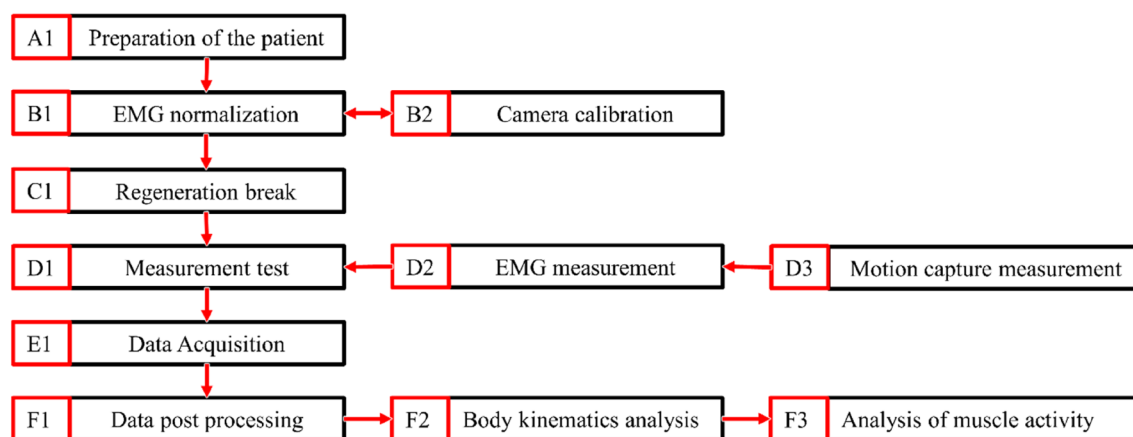 A1 Preparation of the patient
B1 EMG normalization B2 Camera calibration
C1 Regeneration break
D1 Measurement test D2 EMG measurement D3 Motion capture measurement
E1 Data Acquisition
F1 Data post processing F2 Body kinematics analysis F3 Analysis of muscle activity